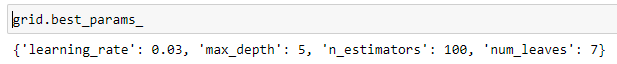 grid.best_params_
{'learning_rate': 0.03, 'max_depth': 5, 'n_estimators': 100, 'num_leaves': 7}